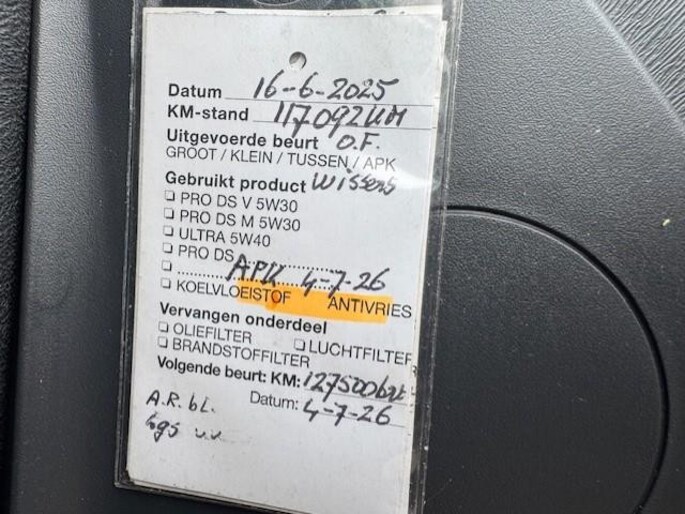 Datum 16-6-2025
KM-stand 117092KM
Uitgevoerde beurt O.F.
GROOT / KLEIN / TUSSEN / APK
Gebruikt product Wissers
PRO DS V 5W30
PRO DS M 5W30
ULTRA 5W40
PRO DS
APK 4-7-26
KOELVLOEISTOF ANTIVRIES
Vervangen onderdeel
OLIEFILTER LUCHTFILTER
BRANDSTOFFILTER
Volgende beurt: KM: 127500
Datum: 4-7-26
A.R. bL.
v.v